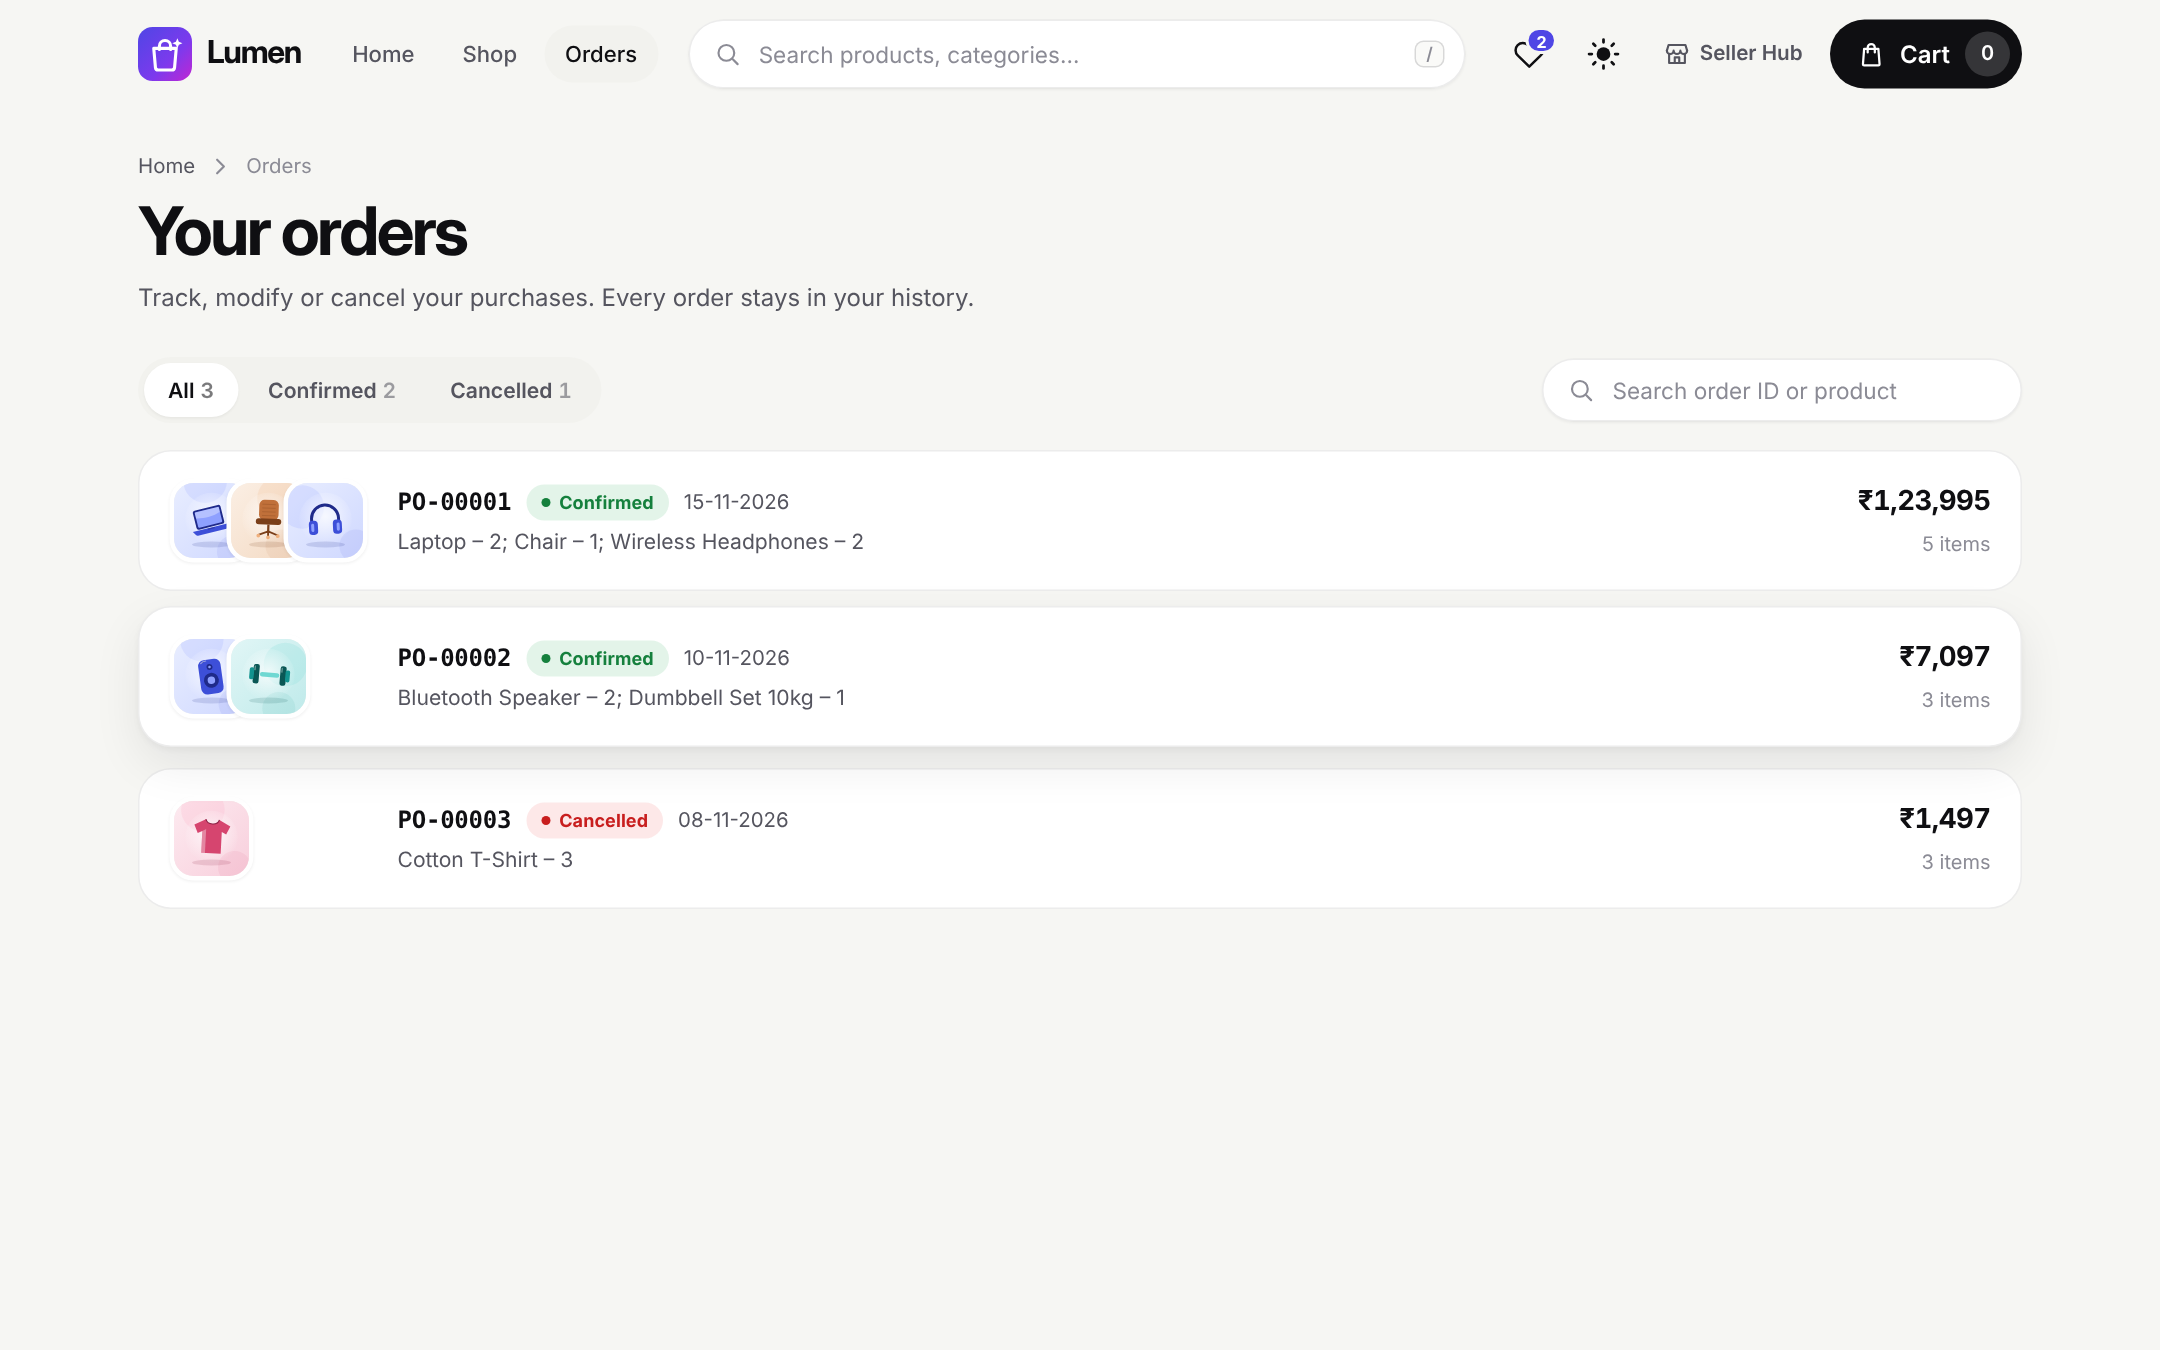 Lumen
Home
Shop
Orders
Search products, categories...
/
2
Seller Hub
Cart
0
Home
Orders
Your orders
Track, modify or cancel your purchases. Every order stays in your history.
All 3
Confirmed 2
Cancelled 1
Search order ID or product
PO-00001
Confirmed
15-11-2026
₹1,23,995
Laptop – 2; Chair – 1; Wireless Headphones – 2
5 items
PO-00002
Confirmed
10-11-2026
₹7,097
Bluetooth Speaker – 2; Dumbbell Set 10kg – 1
3 items
PO-00003
Cancelled
08-11-2026
₹1,497
Cotton T-Shirt – 3
3 items